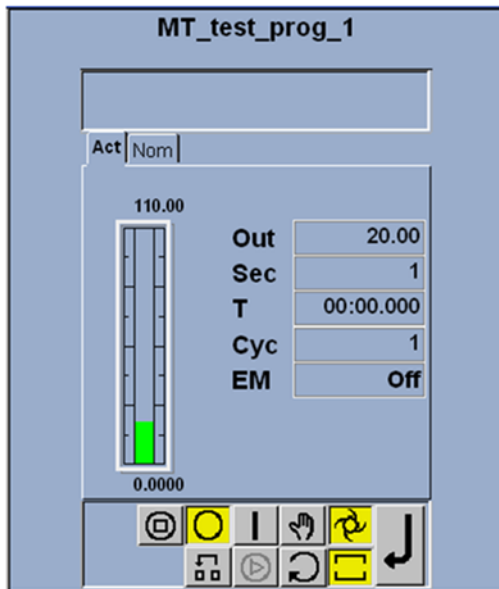 MT_test_prog_1
Act Nom
110.00
Out 20.00
Sec 1
T 00:00.000
Cyc 1
EM Off
0.0000